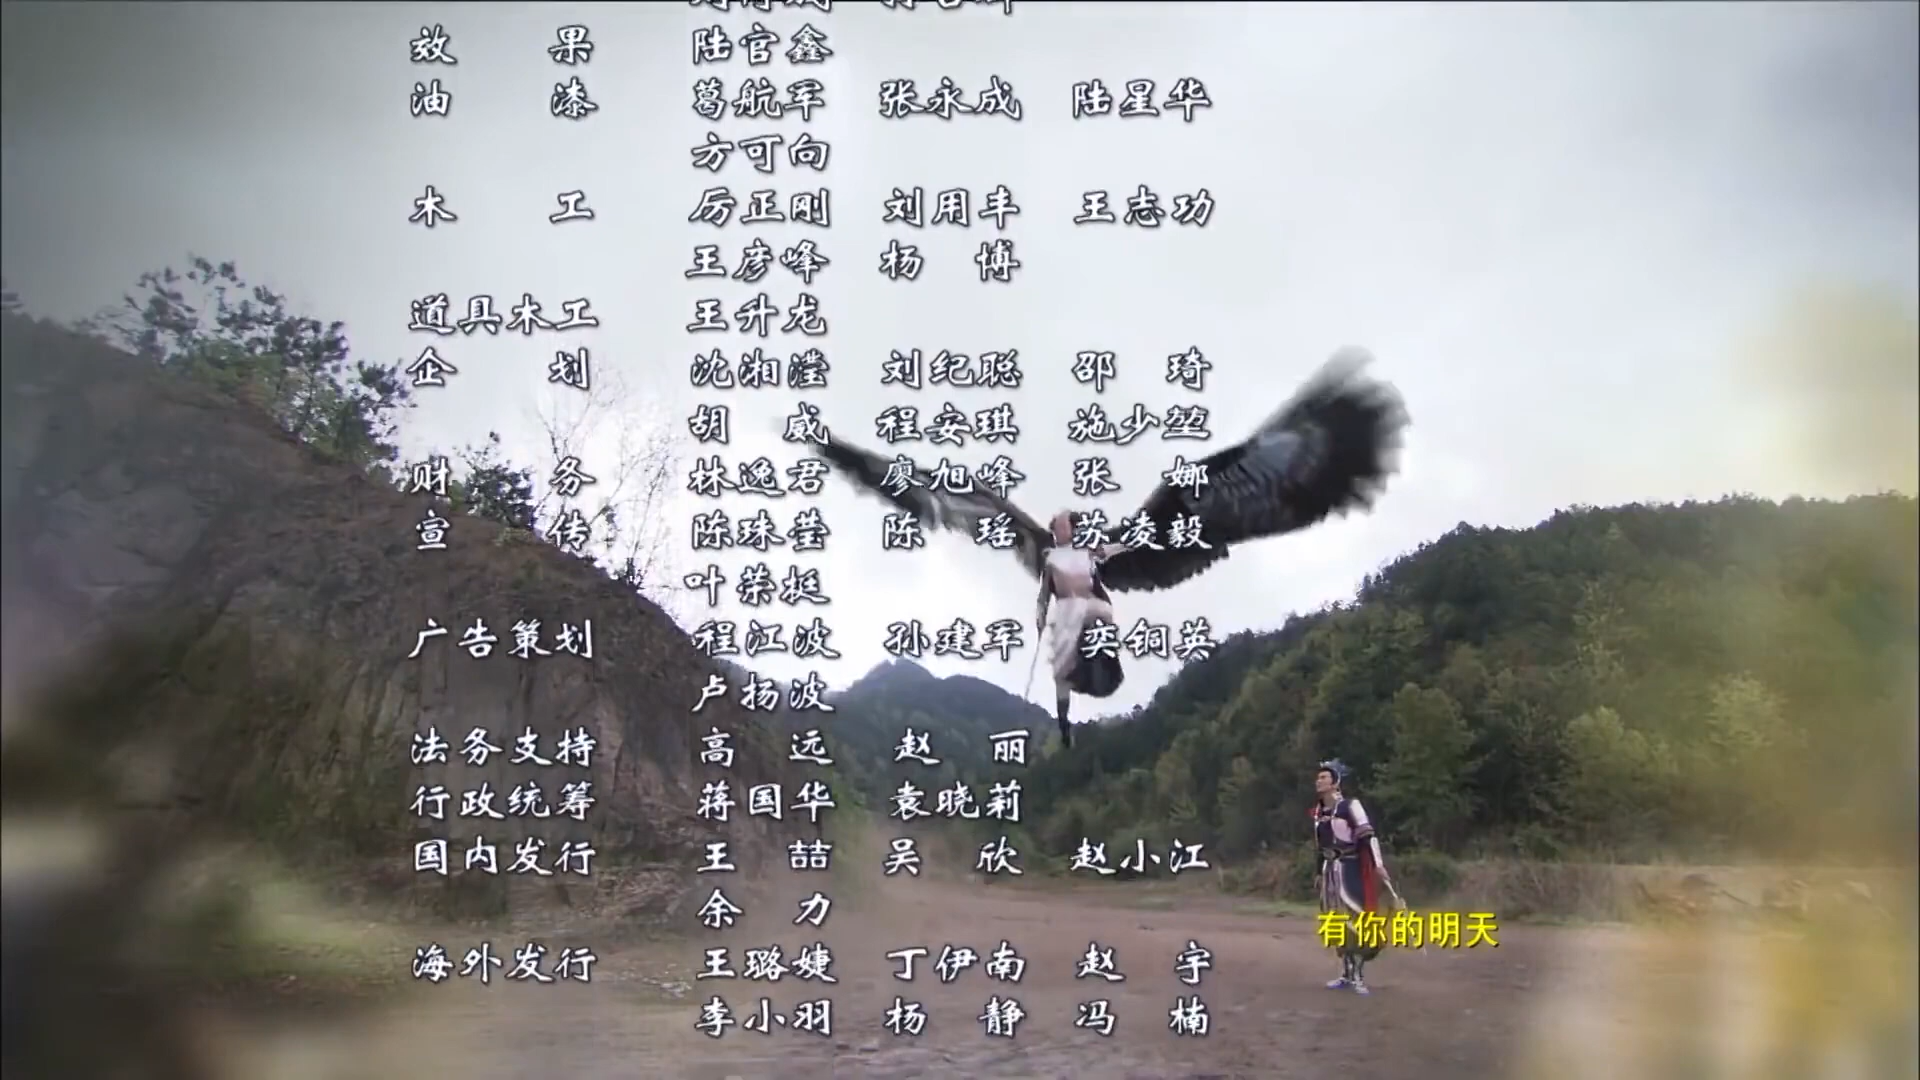 效果 陆官鑫
油漆 葛航军 张永成 陆星华
方可向
木工 厉正刚 刘用丰 王志功
王彦峰 杨博
道具木工 王升龙
企划 沈湘滢 刘纪聪 邵琦
胡威 程安琪 施少堃
财务 林逸君 廖旭峰 张娜
宣传 陈珠莹 陈瑶 苏凌毅
叶荣挺
广告策划 程江波 孙建军 奕铜英
卢扬波
法务支持 高远 赵丽
行政统筹 蒋国华 袁晓莉
国内发行 王喆 吴欣 赵小江
余力
有你的明天
海外发行 王璐婕 丁伊南 赵宇
李小羽 杨静 冯楠